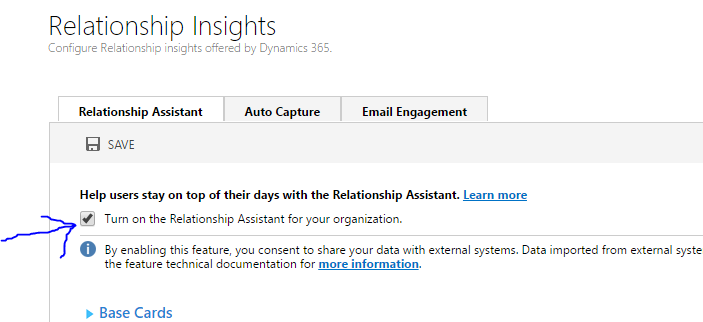 Relationship Insights
Configure Relationship insights offered by Dynamics 365.
Relationship Assistant Auto Capture Email Engagement
SAVE
Help users stay on top of their days with the Relationship Assistant. Learn more
Turn on the Relationship Assistant for your organization.
By enabling this feature, you consent to share your data with external systems. Data imported from external syste
the feature technical documentation for more information.
Base Cards